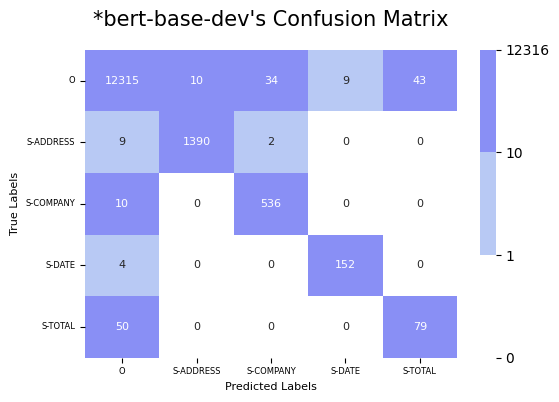 *bert-base-dev's Confusion Matrix
12316
O 12315 10 34 9 43
S-ADDRESS 9 1390 2 0 0
10
S-COMPANY 10 0 536 0 0
1
S-DATE 4 0 0 152 0
S-TOTAL 50 0 0 0 79
0
O S-ADDRESS S-COMPANY S-DATE S-TOTAL
Predicted Labels
True Labels